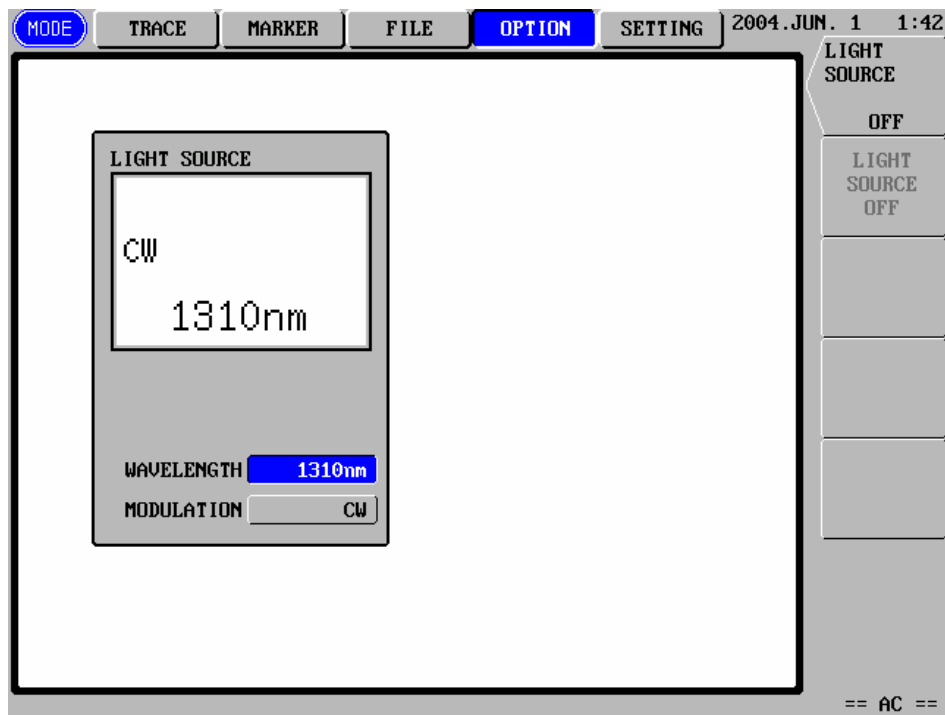 MODE TRACE MARKER FILE OPTION SETTING 2004.JUN. 1 1:42
LIGHT
SOURCE
OFF
LIGHT
SOURCE
OFF
LIGHT SOURCE
CW
1310nm
WAVELENGTH 1310nm
MODULATION CW
== AC ==